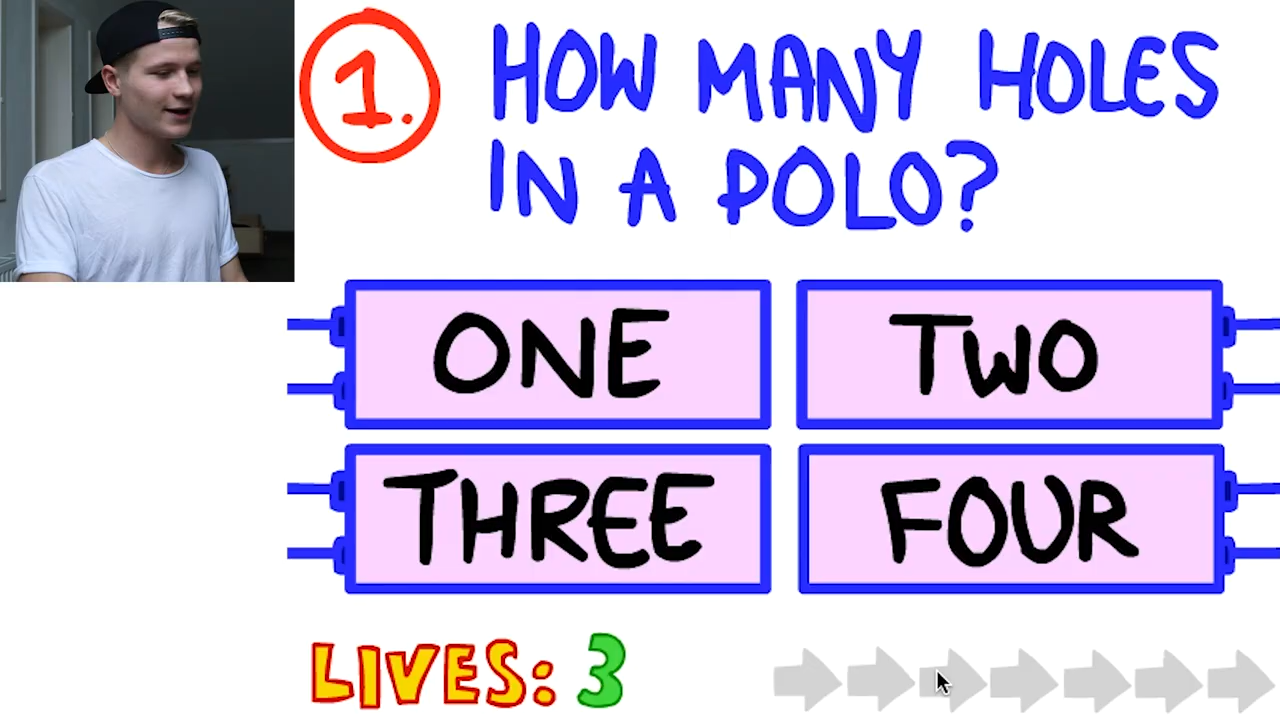 1. HOW MANY HOLES
IN A POLO?
ONE TWO
THREE FOUR
LIVES: 3